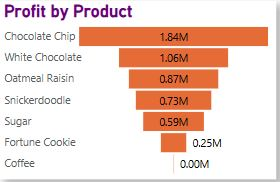 Profit by Product
Chocolate Chip 1.84M
White Chocolate 1.06M
Oatmeal Raisin 0.87M
Snickerdoodle 0.73M
Sugar 0.59M
Fortune Cookie 0.25M
Coffee 0.00M